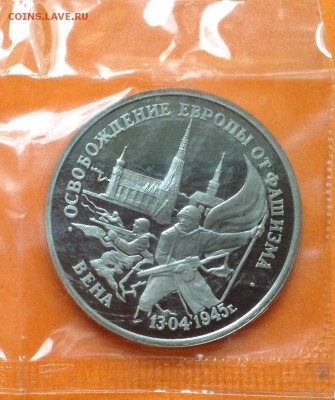 COINS.LAVE.RU
ОСВОБОЖДЕНИЕ ЕВРОПЫ ОТ ФАШИЗМА
ВЕНА
13·04·1945г.